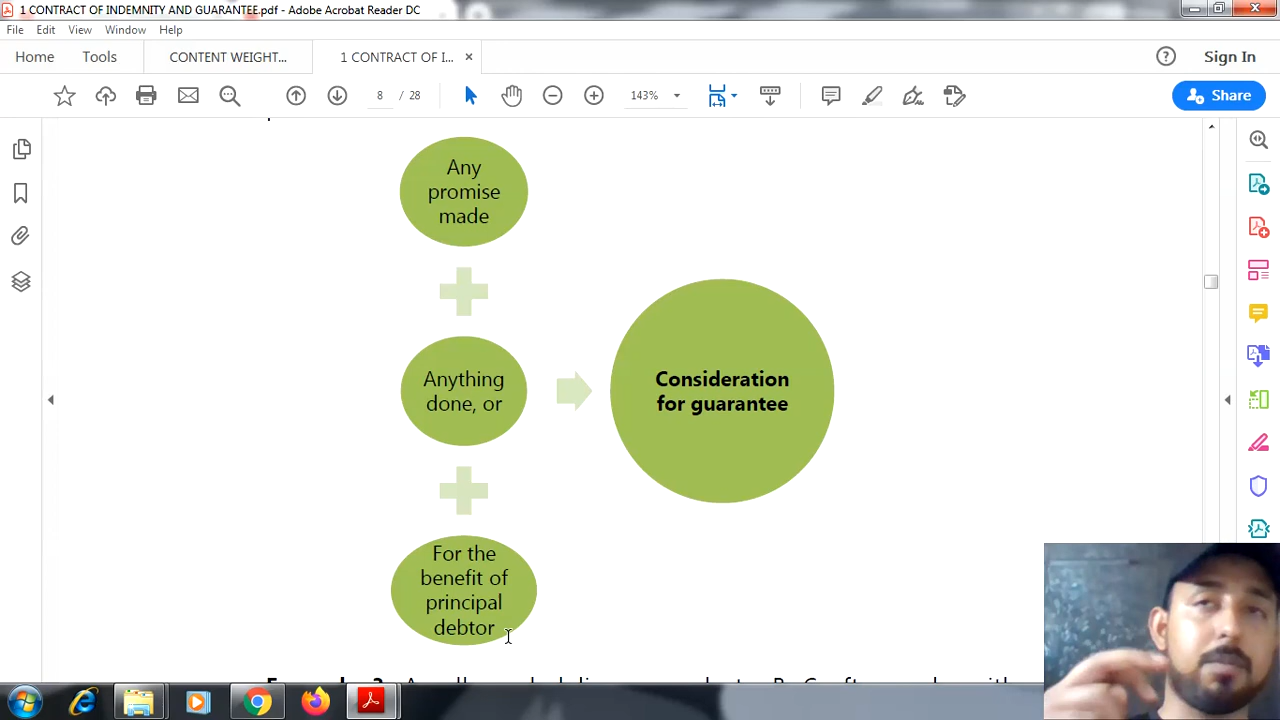 1 CONTRACT OF INDEMNITY AND GUARANTEE.pdf - Adobe Acrobat Reader DC
File Edit View Window Help
Home Tools CONTENT WEIGHT... 1 CONTRACT OF I... × Sign In
8 / 28 143% Share
Any
promise
made
Anything
done, or
Consideration
for guarantee
For the
benefit of
principal
debtor